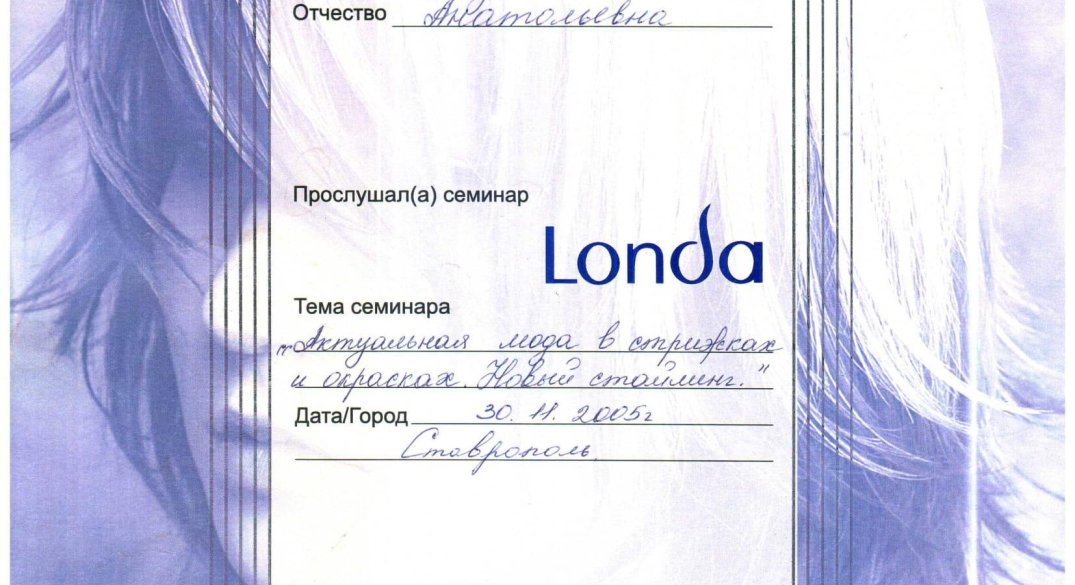 Отчество Анатольевна
Прослушал(а) семинар
Londa
Тема семинара
"Актуальная мода в стрижках
и окрасках. Новый стайлинг."
Дата/Город 30. 11. 2005г
Ставрополь.